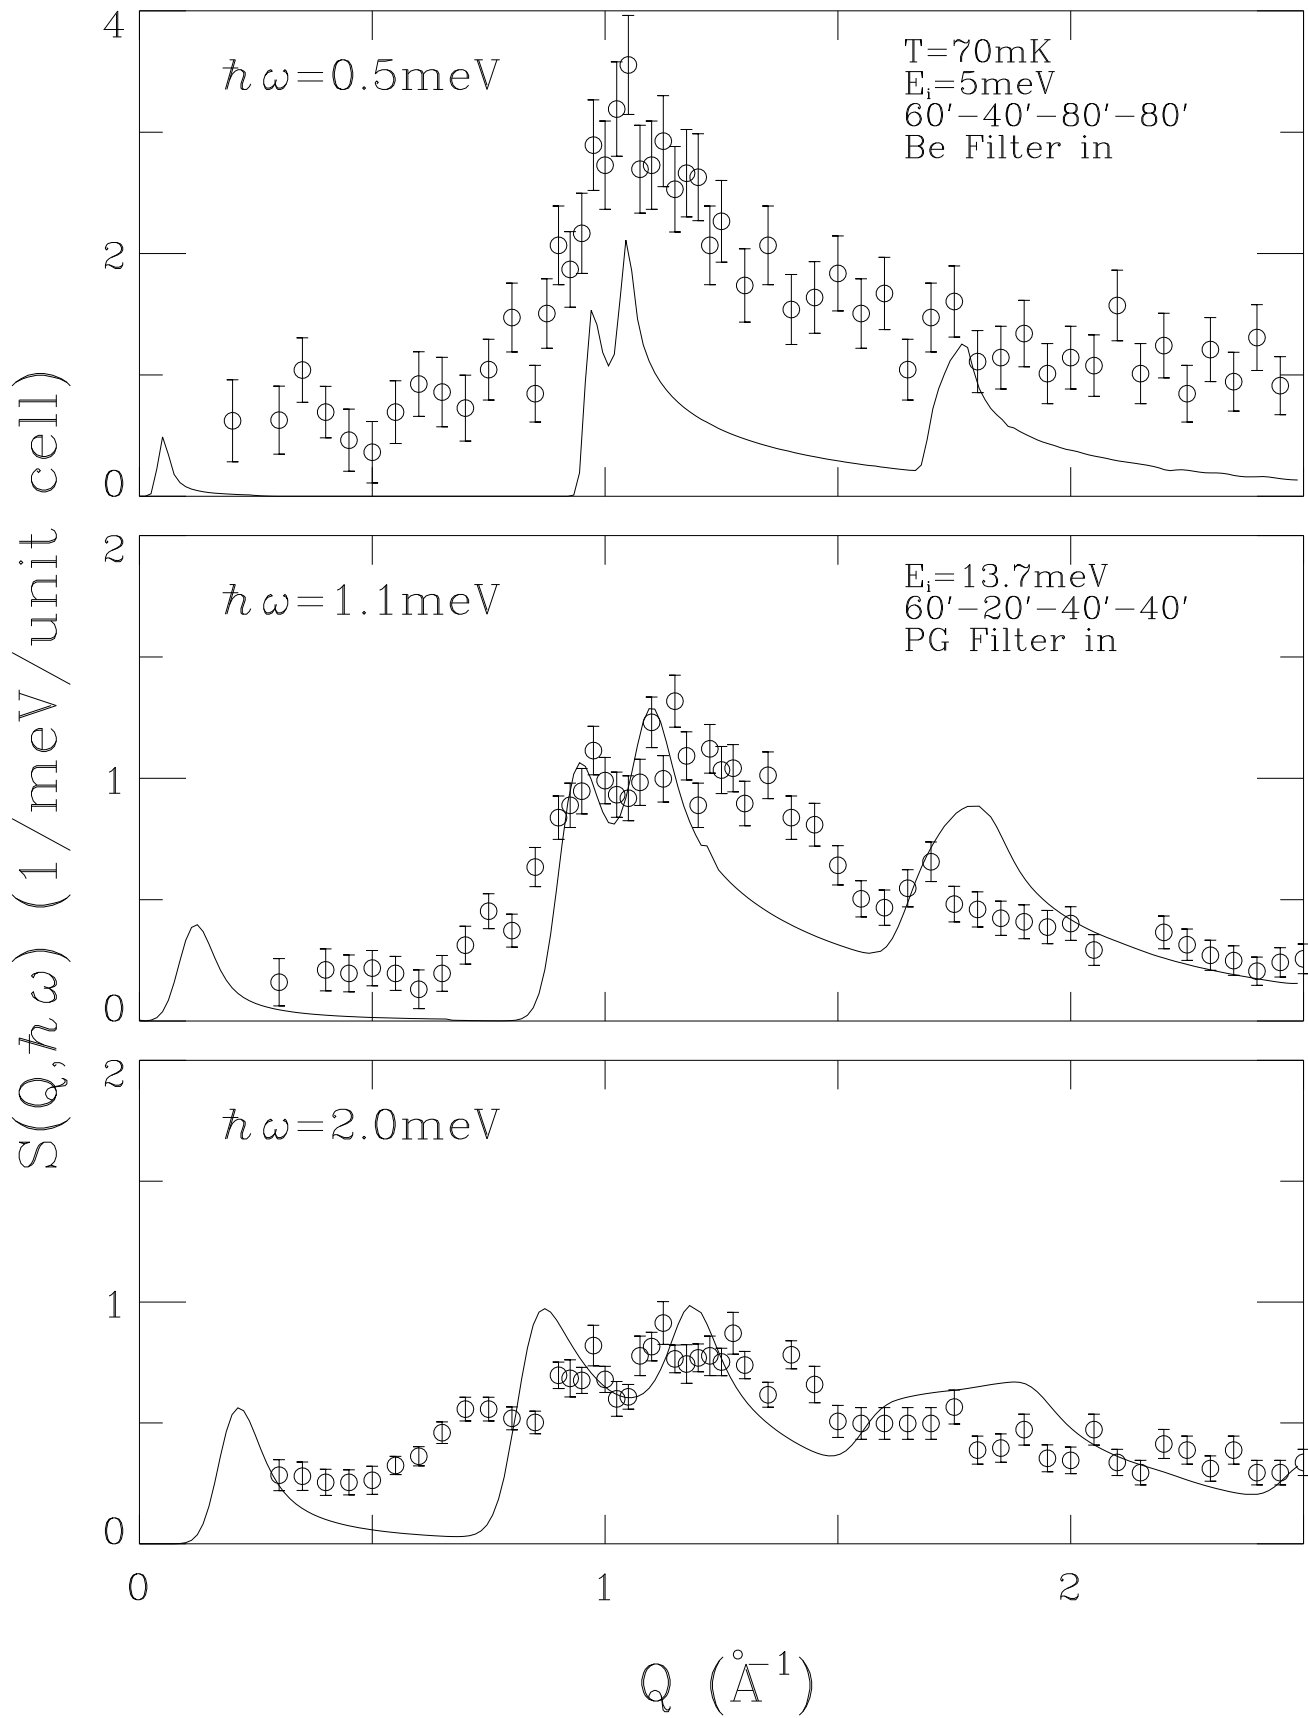 S(Q,ħω) (1/meV/unit cell)
4
2
0
ħω=0.5meV
T=70mK
Eᵢ=5meV
60′−40′−80′−80′
Be Filter in
2
1
0
ħω=1.1meV
Eᵢ=13.7meV
60′−20′−40′−40′
PG Filter in
2
1
0
ħω=2.0meV
0 1 2
Q (Å⁻¹)